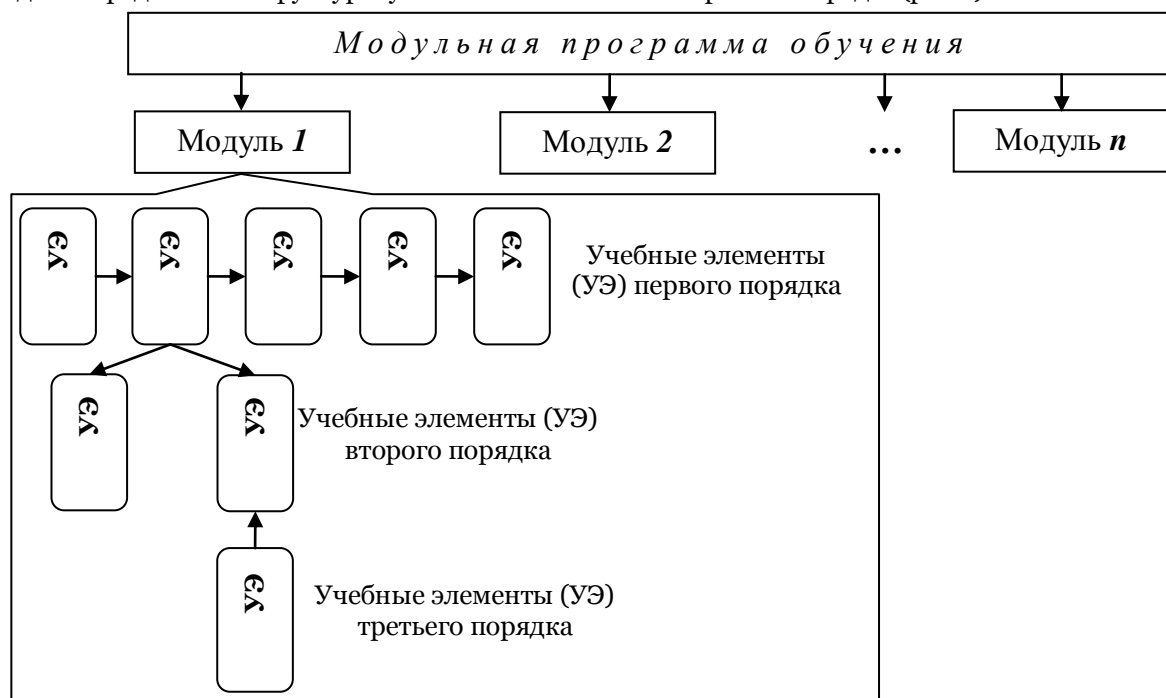 Модульная программа обучения
Модуль 1
Модуль 2
...
Модуль n
УЭ
УЭ
УЭ
УЭ
УЭ
Учебные элементы
(УЭ) первого порядка
УЭ
УЭ
Учебные элементы (УЭ)
второго порядка
УЭ
Учебные элементы (УЭ)
третьего порядка